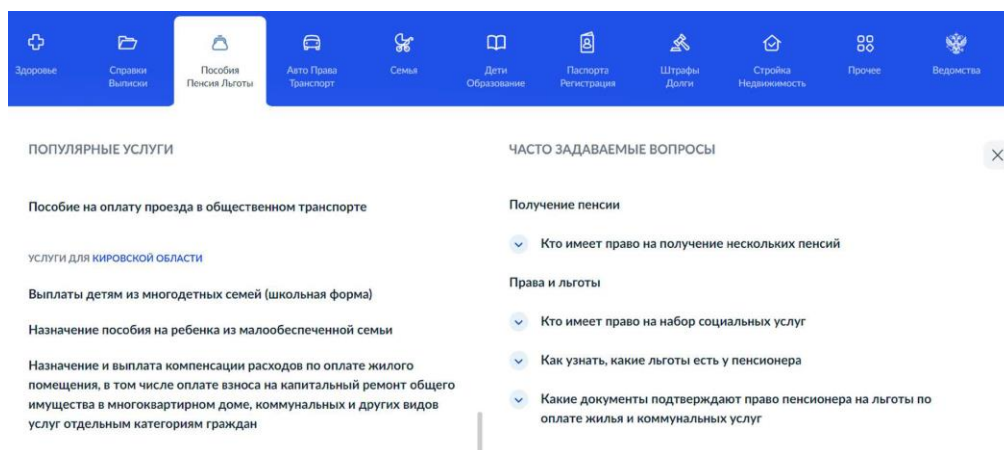 Здоровье
Справки
Выписки
Пособия
Пенсия Льготы
Авто Права
Транспорт
Семья
Дети
Образование
Паспорта
Регистрация
Штрафы
Долги
Стройка
Недвижимость
Прочее
Ведомства
ПОПУЛЯРНЫЕ УСЛУГИ
Пособие на оплату проезда в общественном транспорте
УСЛУГИ ДЛЯ КИРОВСКОЙ ОБЛАСТИ
Выплаты детям из многодетных семей (школьная форма)
Назначение пособия на ребенка из малообеспеченной семьи
Назначение и выплата компенсации расходов по оплате жилого
помещения, в том числе оплате взноса на капитальный ремонт общего
имущества в многоквартирном доме, коммунальных и других видов
услуг отдельным категориям граждан
ЧАСТО ЗАДАВАЕМЫЕ ВОПРОСЫ
Получение пенсии
Кто имеет право на получение нескольких пенсий
Права и льготы
Кто имеет право на набор социальных услуг
Как узнать, какие льготы есть у пенсионера
Какие документы подтверждают право пенсионера на льготы по
оплате жилья и коммунальных услуг